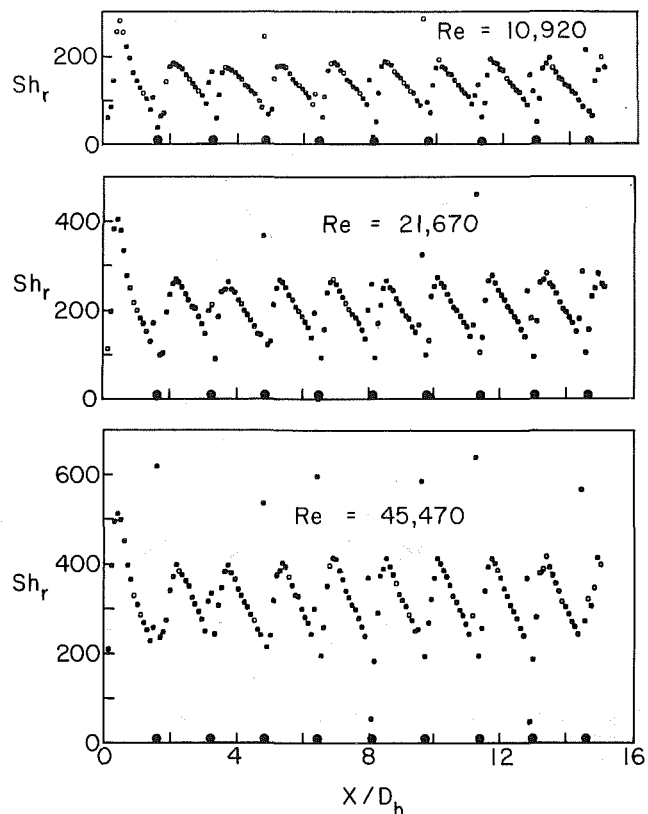 Re = 10,920
200
Sh_r
0
Re = 21,670
400
Sh_r
200
0
Re = 45,470
600
Sh_r
400
200
0
0 4 8 12 16
X/D_h